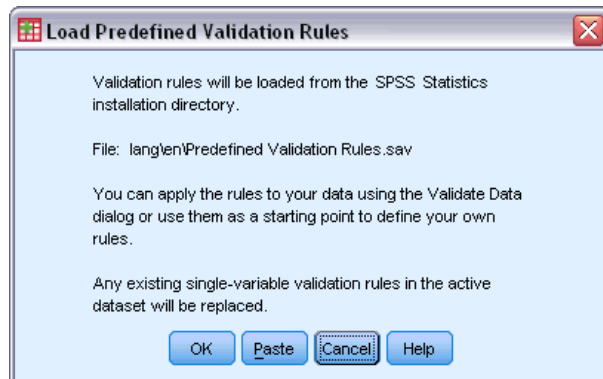 Load Predefined Validation Rules
Validation rules will be loaded from the SPSS Statistics
installation directory.
File: lang\en\Predefined Validation Rules.sav
You can apply the rules to your data using the Validate Data
dialog or use them as a starting point to define your own
rules.
Any existing single-variable validation rules in the active
dataset will be replaced.
OK Paste Cancel Help